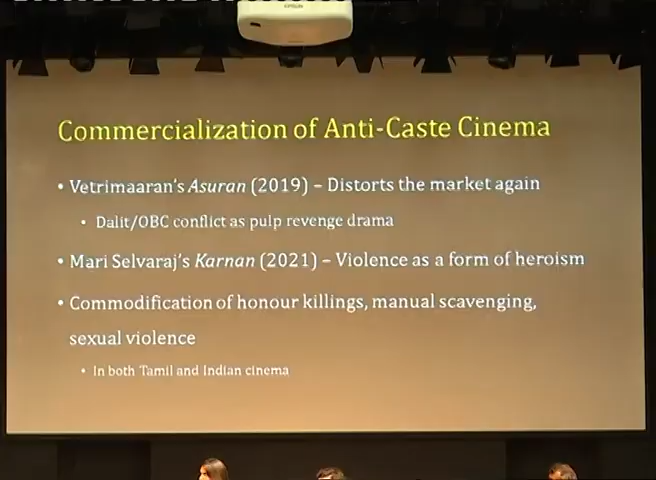 EPSON
Commercialization of Anti-Caste Cinema
• Vetrimaaran's Asuran (2019) – Distorts the market again
• Dalit/OBC conflict as pulp revenge drama
• Mari Selvaraj's Karnan (2021) – Violence as a form of heroism
• Commodification of honour killings, manual scavenging,
sexual violence
• In both Tamil and Indian cinema